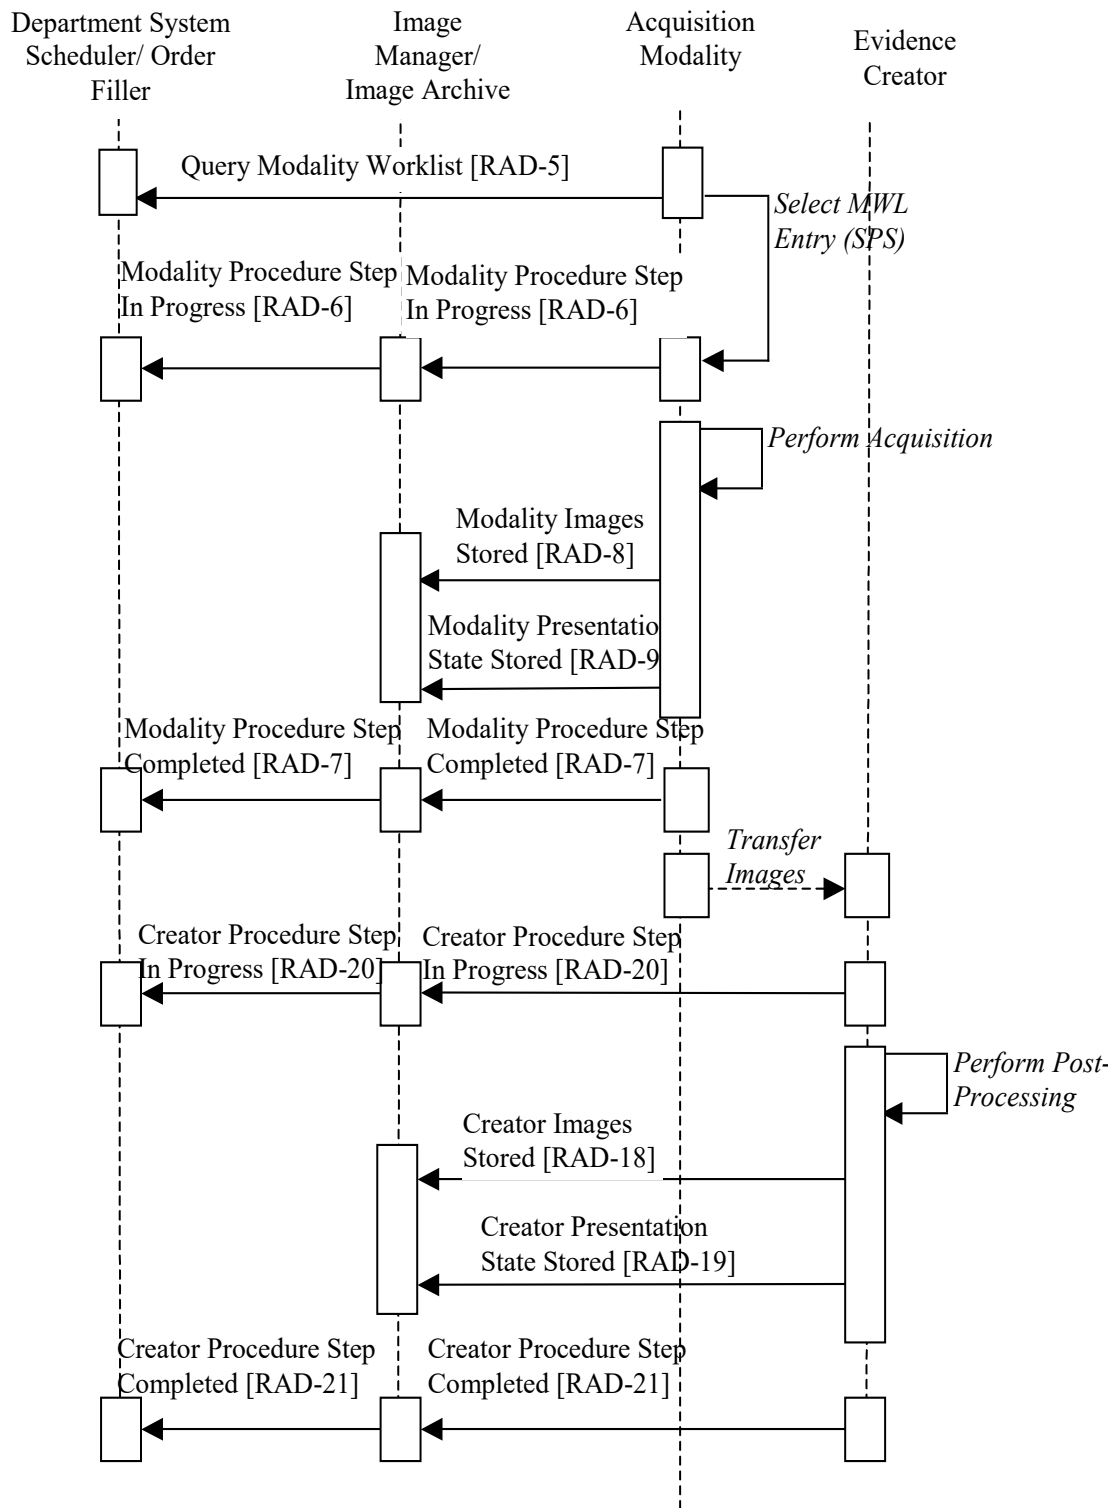 Department System
Scheduler/ Order
Filler
Image
Manager/
Image Archive
Acquisition
Modality
Evidence
Creator
Query Modality Worklist [RAD-5]
Select MWL
Entry (SPS)
Modality Procedure Step
In Progress [RAD-6]
Modality Procedure Step
In Progress [RAD-6]
Perform Acquisition
Modality Images
Stored [RAD-8]
Modality Presentatio
State Stored [RAD-9
Modality Procedure Step
Completed [RAD-7]
Modality Procedure Step
Completed [RAD-7]
Transfer
Images
Creator Procedure Step
In Progress [RAD-20]
Creator Procedure Step
In Progress [RAD-20]
Perform Post-
Processing
Creator Images
Stored [RAD-18]
Creator Presentation
State Stored [RAD-19]
Creator Procedure Step
Completed [RAD-21]
Creator Procedure Step
Completed [RAD-21]